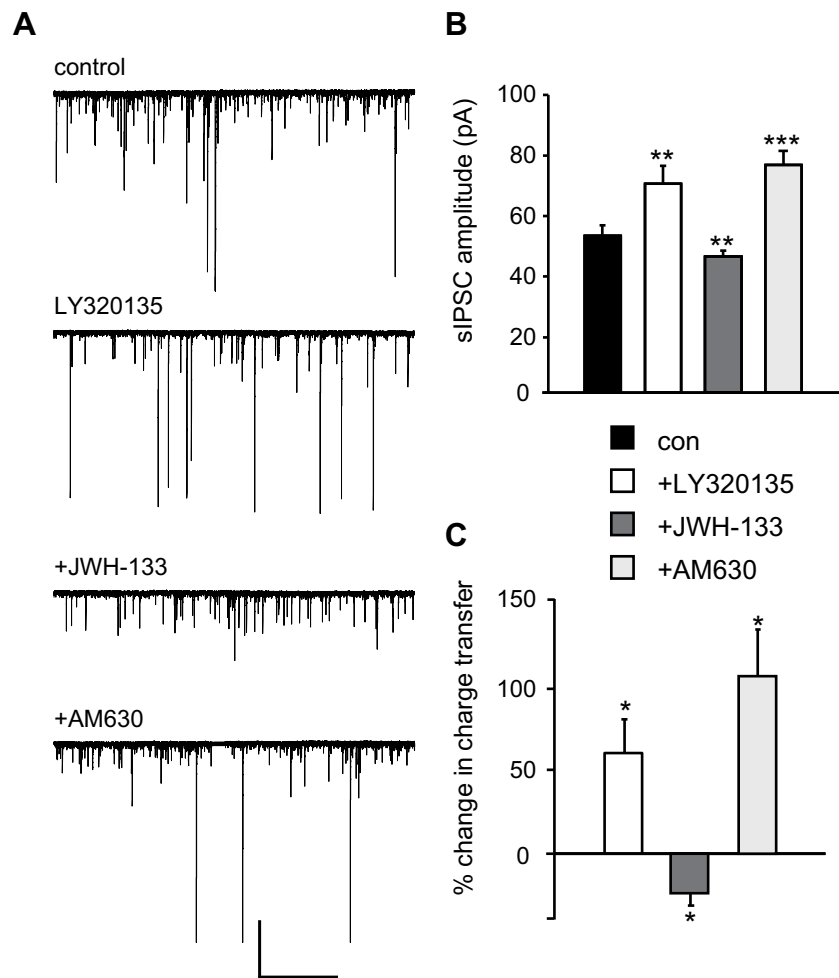 A
control
LY320135
+JWH-133
+AM630
B
sIPSC amplitude (pA)
100
80
60
40
20
0
**
**
***
con
+LY320135
+JWH-133
+AM630
C
% change in charge transfer
150
100
50
0
*
*
*